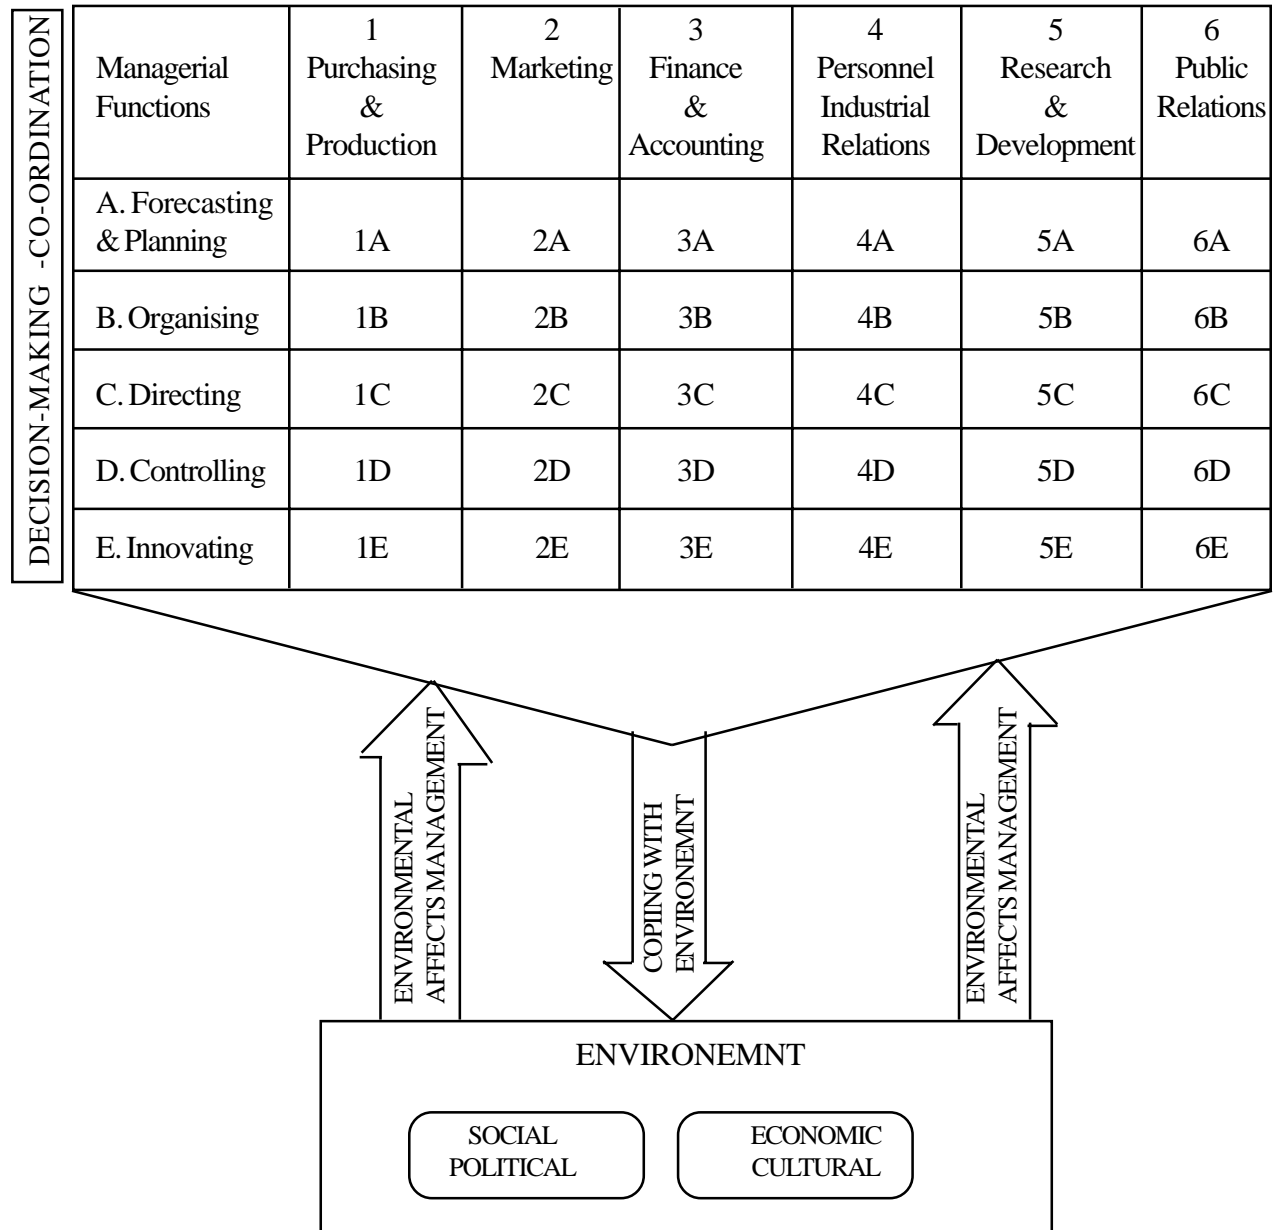 DECISION-MAKING -CO-ORDINATION
Managerial
Functions
1
Purchasing
&
Production
2
Marketing
3
Finance
&
Accounting
4
Personnel
Industrial
Relations
5
Research
&
Development
6
Public
Relations
A. Forecasting
& Planning
1A
2A
3A
4A
5A
6A
B. Organising
1B
2B
3B
4B
5B
6B
C. Directing
1C
2C
3C
4C
5C
6C
D. Controlling
1D
2D
3D
4D
5D
6D
E. Innovating
1E
2E
3E
4E
5E
6E
ENVIRONMENTAL
AFFECTS MANAGEMENT
COPIING WITH
ENVIRONEMNT
ENVIRONMENTAL
AFFECTS MANAGEMENT
ENVIRONEMNT
SOCIAL
POLITICAL
ECONOMIC
CULTURAL